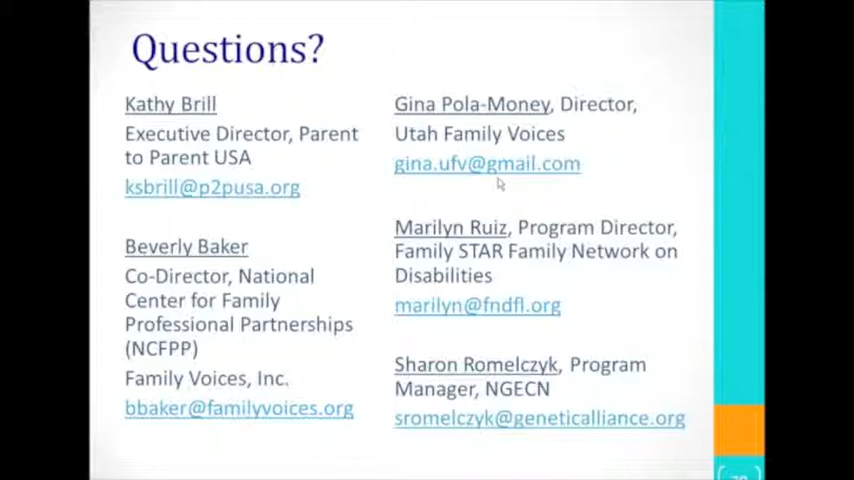 Questions?
Kathy Brill
Executive Director, Parent
to Parent USA
ksbrill@p2pusa.org
Beverly Baker
Co-Director, National
Center for Family
Professional Partnerships
(NCFPP)
Family Voices, Inc.
bbaker@familyvoices.org
Gina Pola-Money, Director,
Utah Family Voices
gina.ufv@gmail.com
Marilyn Ruiz, Program Director,
Family STAR Family Network on
Disabilities
marilyn@fndfl.org
Sharon Romelczyk, Program
Manager, NGECN
sromelczyk@geneticalliance.org